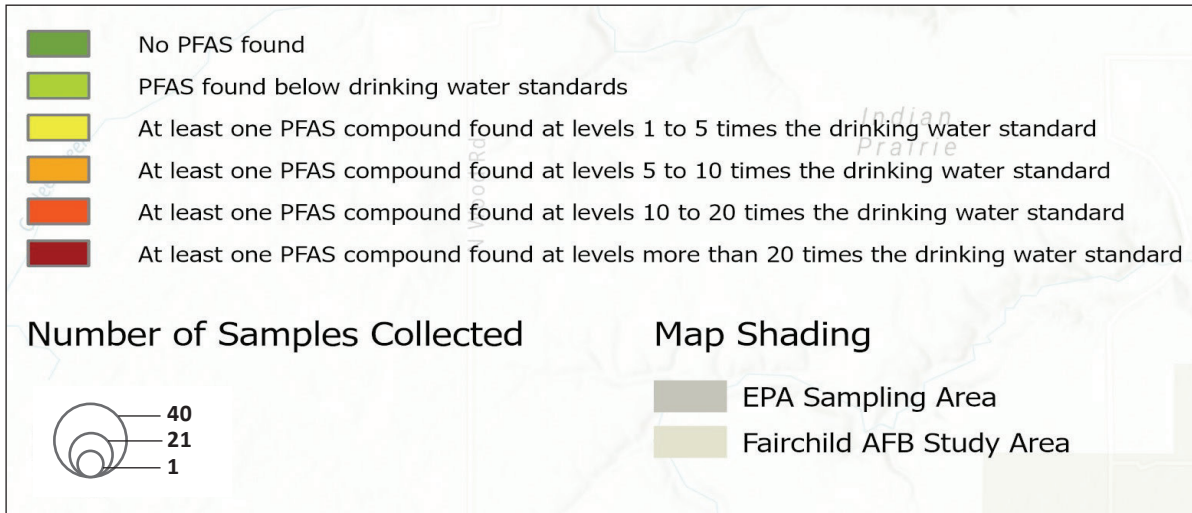 No PFAS found
PFAS found below drinking water standards
At least one PFAS compound found at levels 1 to 5 times the drinking water standard
Indian
Prairie
At least one PFAS compound found at levels 5 to 10 times the drinking water standard
At least one PFAS compound found at levels 10 to 20 times the drinking water standard
At least one PFAS compound found at levels more than 20 times the drinking water standard
N Wood Rd
Number of Samples Collected
40
21
1
Map Shading
EPA Sampling Area
Fairchild AFB Study Area